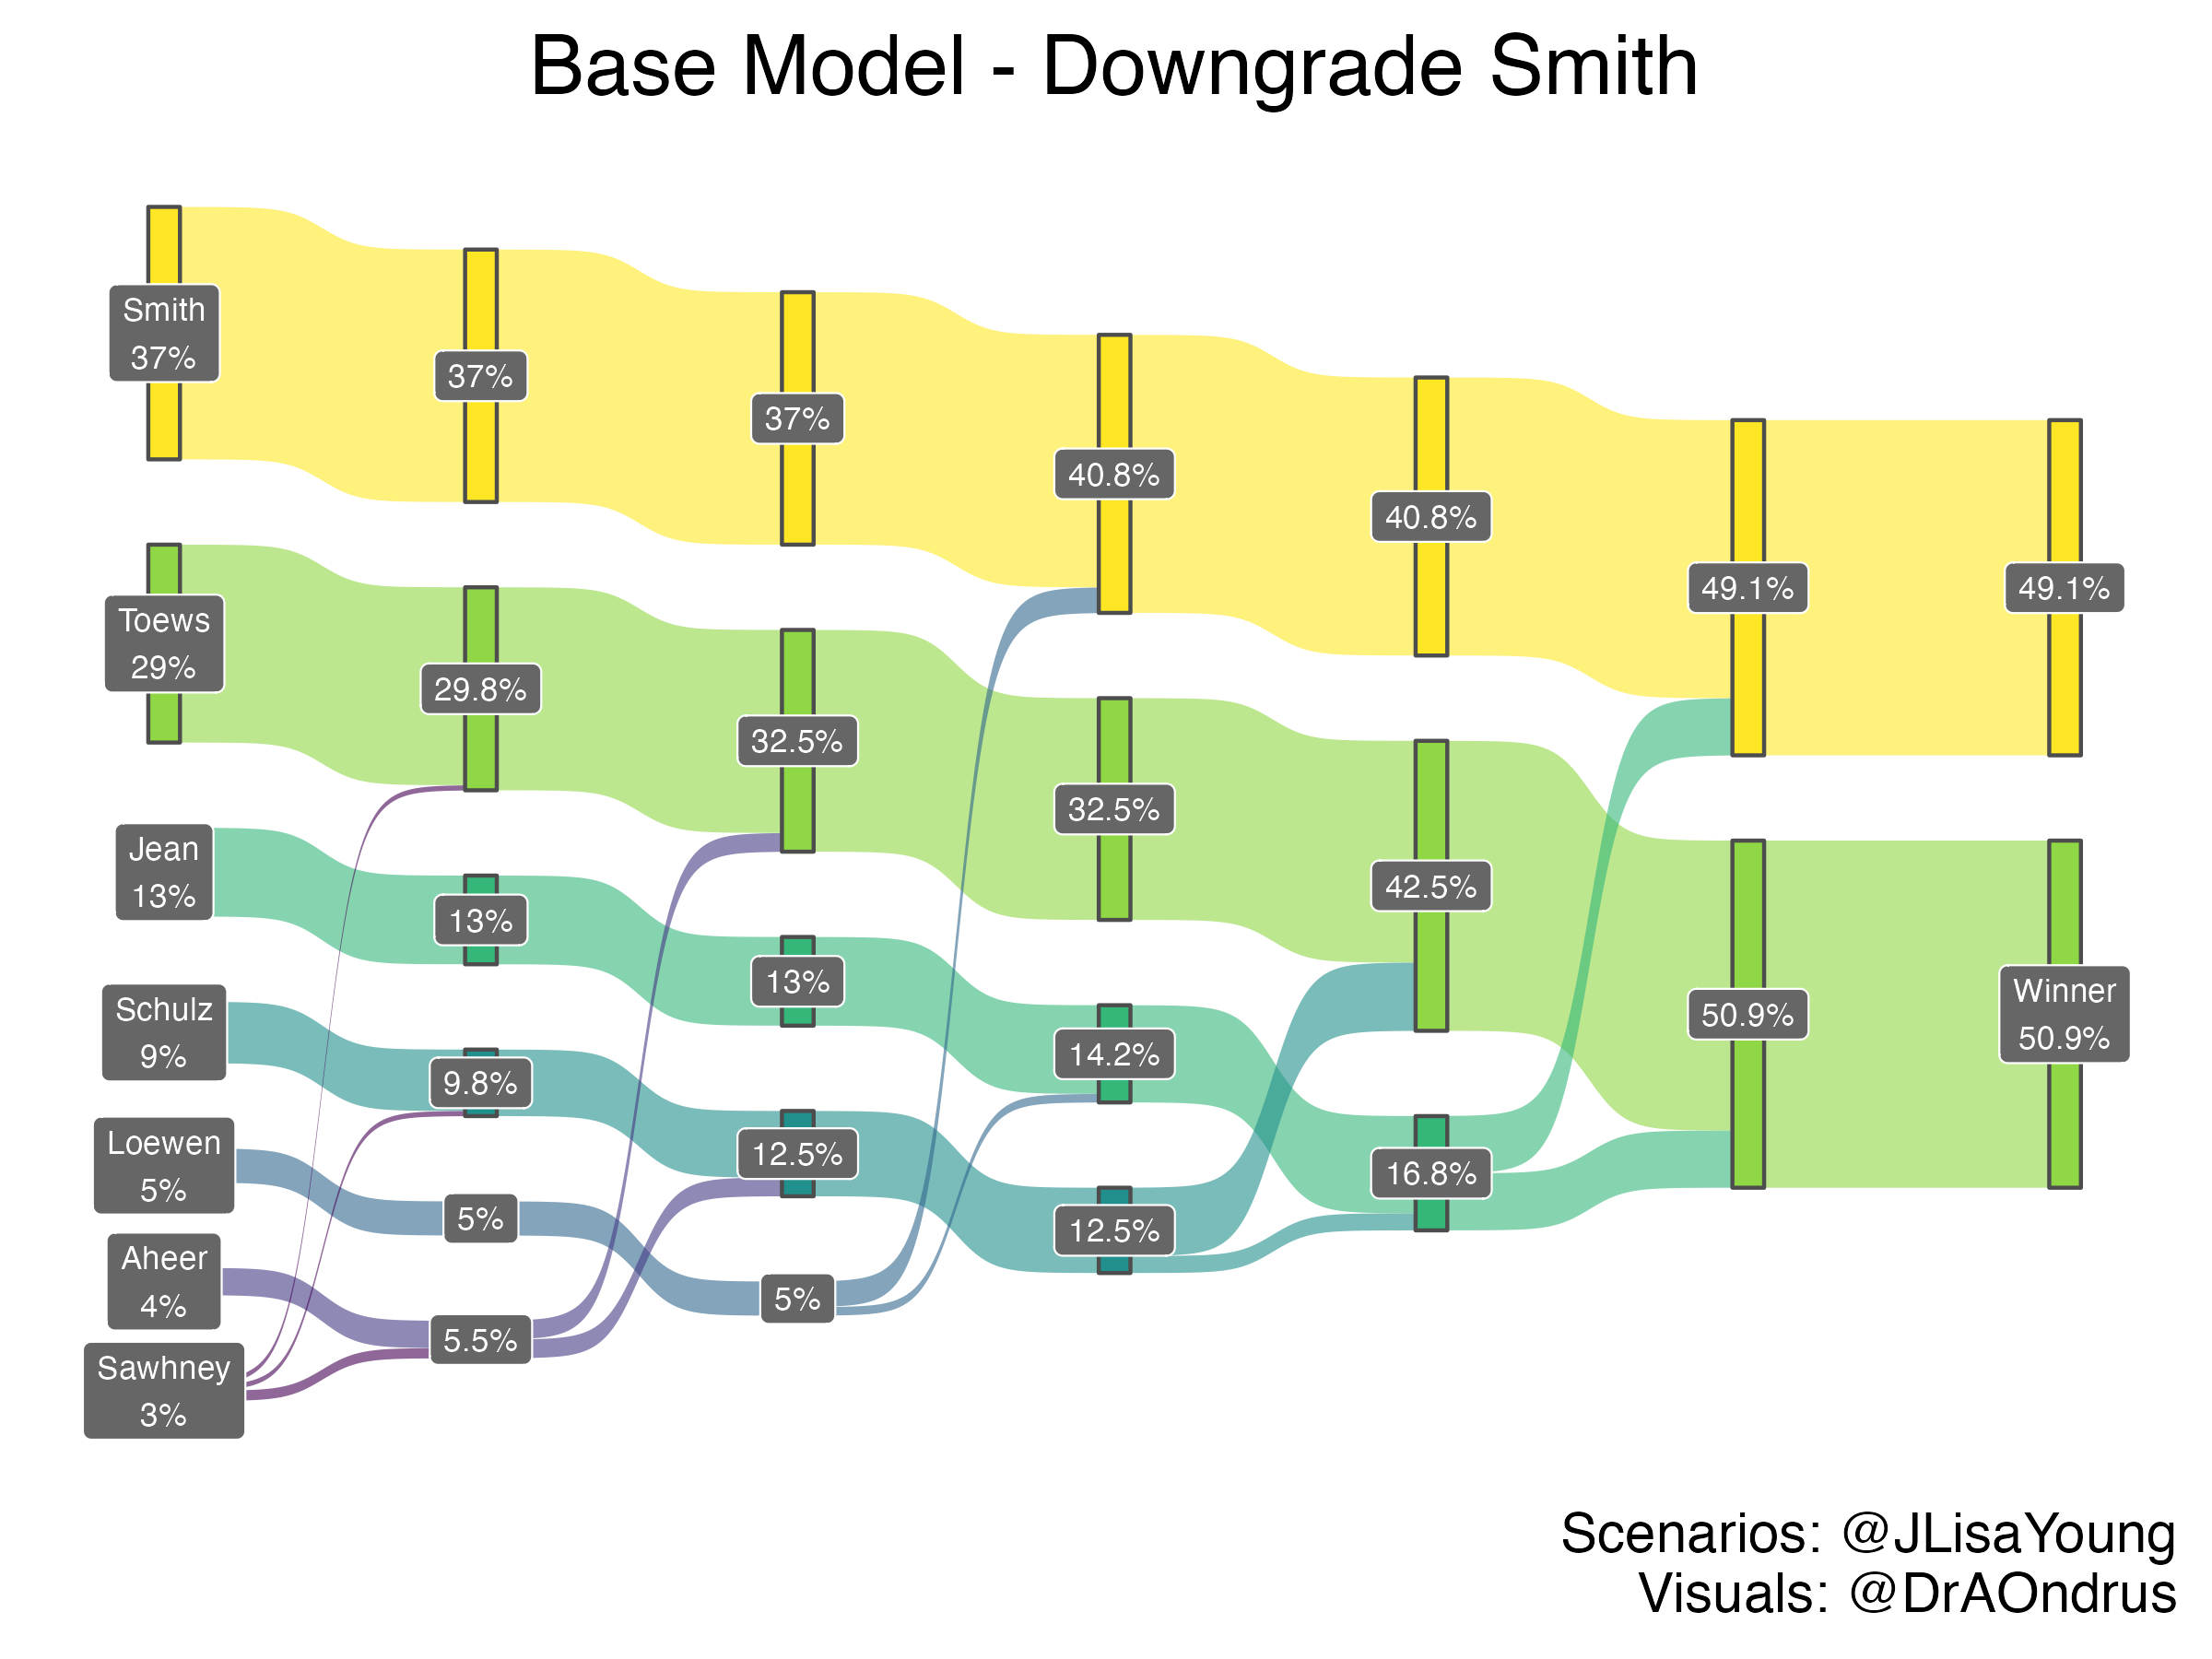 Base Model - Downgrade Smith
Smith
37%
37%
37%
40.8%
40.8%
49.1%
49.1%
Toews
29%
29.8%
32.5%
32.5%
42.5%
50.9%
Winner
50.9%
Jean
13%
13%
13%
14.2%
16.8%
Schulz
9%
9.8%
12.5%
12.5%
Loewen
5%
5%
5%
Aheer
4%
5.5%
Sawhney
3%
Scenarios: @JLisaYoung
Visuals: @DrAOndrus